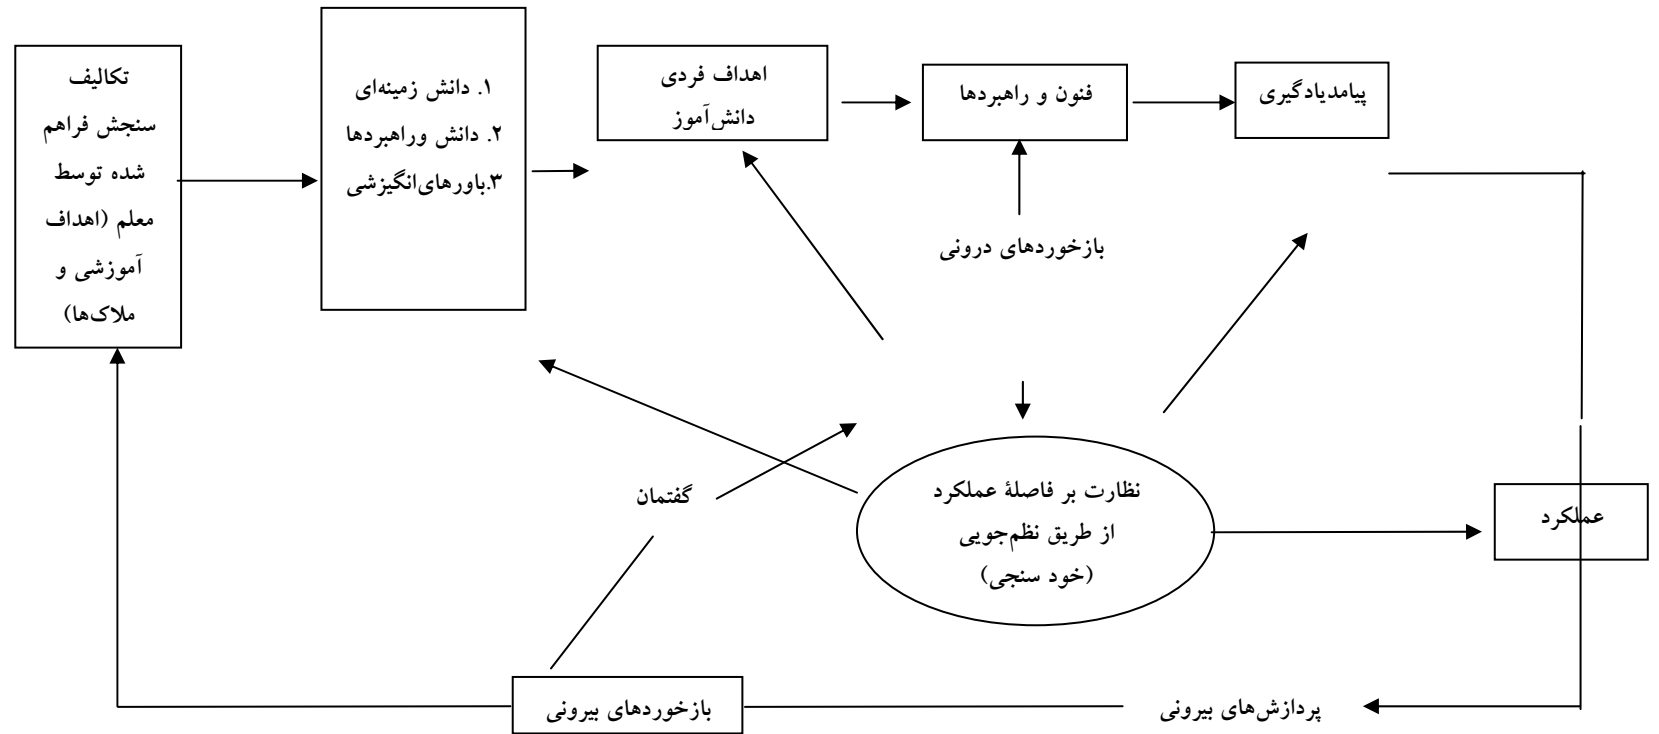 تکالیف
سنجش فراهم
شده توسط
معلم (اهداف
آموزشی و
ملاک‌ها)
۱. دانش زمینه‌ای
۲. دانش وراهبردها
۳.باورهای‌انگیزشی
اهداف فردی
دانش‌آموز
فنون و راهبردها
پیامدیادگیری
بازخوردهای درونی
گفتمان
نظارت بر فاصلۀ عملکرد
از طریق نظم‌جویی
(خود سنجی)
عملکرد
بازخوردهای بیرونی
پردازش‌های بیرونی